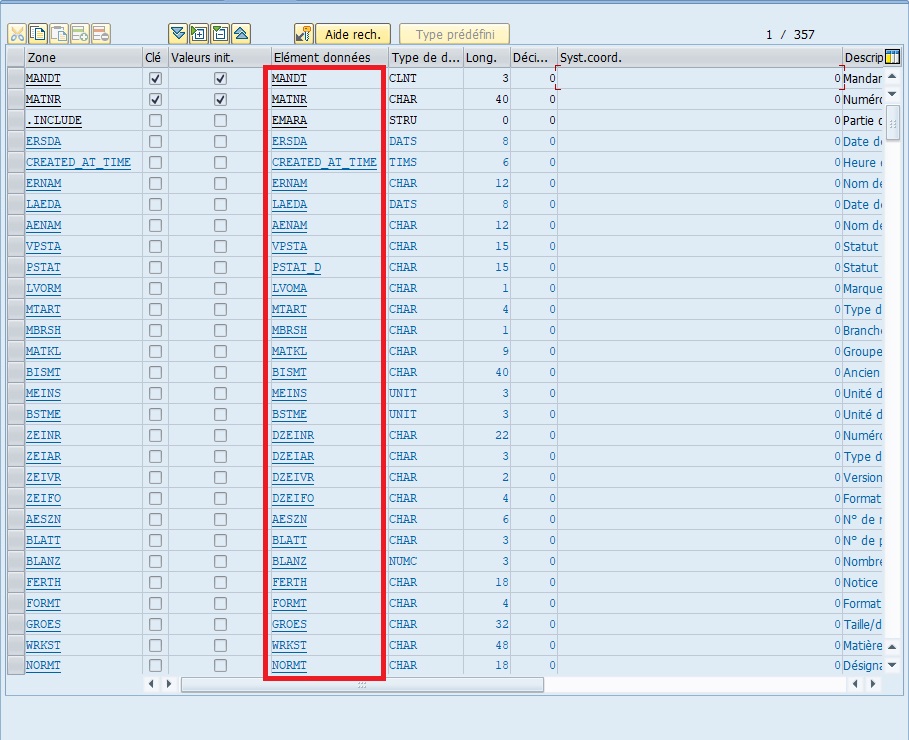 Aide rech. Type prédéfini 1 / 357
Zone Clé Valeurs init. Elément données Type de d... Long. Déci... Syst.coord. Descrip
MANDT MANDT CLNT 3 0 0 Mandan
MATNR MATNR CHAR 40 0 0 Numéro
.INCLUDE EMARA STRU 0 0 0 Partie d
ERSDA ERSDA DATS 8 0 0 Date de
CREATED_AT_TIME CREATED_AT_TIME TIMS 6 0 0 Heure
ERNAM ERNAM CHAR 12 0 0 Nom de
LAEDA LAEDA DATS 8 0 0 Date de
AENAM AENAM CHAR 12 0 0 Nom de
VPSTA VPSTA CHAR 15 0 0 Statut
PSTAT PSTAT_D CHAR 15 0 0 Statut
LVORM LVOMA CHAR 1 0 0 Marque
MTART MTART CHAR 4 0 0 Type d
MBRSH MBRSH CHAR 1 0 0 Branche
MATKL MATKL CHAR 9 0 0 Groupe
BISMT BISMT CHAR 40 0 0 Ancien
MEINS MEINS UNIT 3 0 0 Unité d
BSTME BSTME UNIT 3 0 0 Unité d
ZEINR DZEINR CHAR 22 0 0 Numéro
ZEIAR DZEIAR CHAR 3 0 0 Type d
ZEIVR DZEIVR CHAR 2 0 0 Version
ZEIFO DZEIFO CHAR 4 0 0 Format
AESZN AESZN CHAR 6 0 0 N° de
BLATT BLATT CHAR 3 0 0 N° de p
BLANZ BLANZ NUMC 3 0 0 Nombre
FERTH FERTH CHAR 18 0 0 Notice
FORMT FORMT CHAR 4 0 0 Format
GROES GROES CHAR 32 0 0 Taille/d
WRKST WRKST CHAR 48 0 0 Matière
NORMT NORMT CHAR 18 0 0 Désigna